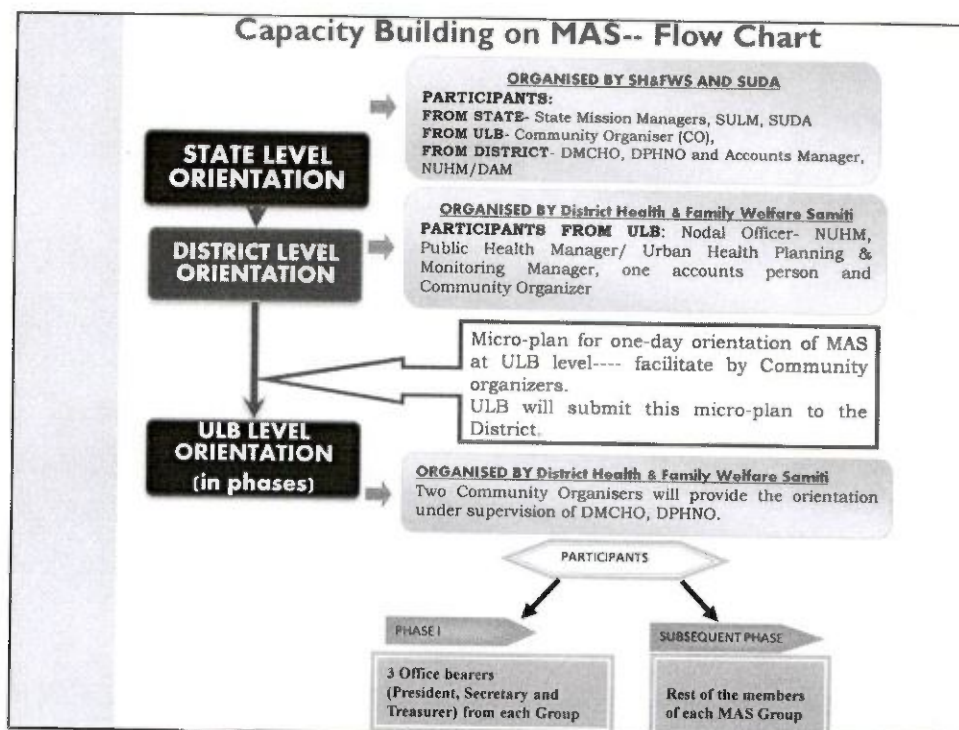 Capacity Building on MAS-- Flow Chart
ORGANISED BY SH&FWS AND SUDA
PARTICIPANTS:
FROM STATE- State Mission Managers, SULM, SUDA
FROM ULB- Community Organiser (CO),
FROM DISTRICT- DMCHO, DPHNO and Accounts Manager,
NUHM/DAM
STATE LEVEL
ORIENTATION
ORGANISED BY District Health & Family Welfare Samiti
PARTICIPANTS FROM ULB: Nodal Officer- NUHM,
Public Health Manager/ Urban Health Planning &
Monitoring Manager, one accounts person and
Community Organizer
DISTRICT LEVEL
ORIENTATION
Micro-plan for one-day orientation of MAS
at ULB level---- facilitate by Community
organizers.
ULB will submit this micro-plan to the
District.
ULB LEVEL
ORIENTATION
(in phases)
ORGANISED BY District Health & Family Welfare Samiti
Two Community Organisers will provide the orientation
under supervision of DMCHO, DPHNO.
PARTICIPANTS
PHASE I
3 Office bearers
(President, Secretary and
Treasurer) from each Group
SUBSEQUENT PHASE
Rest of the members
of each MAS Group